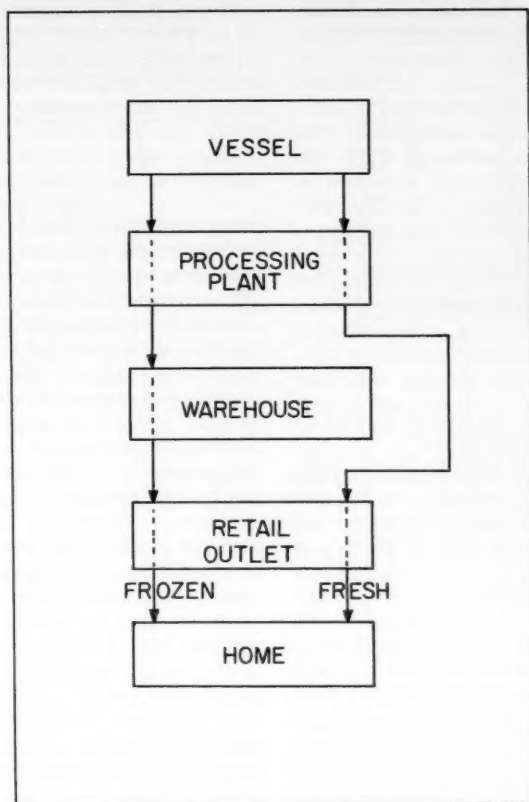 VESSEL
PROCESSING
PLANT
WAREHOUSE
RETAIL
OUTLET
FROZEN FRESH
HOME